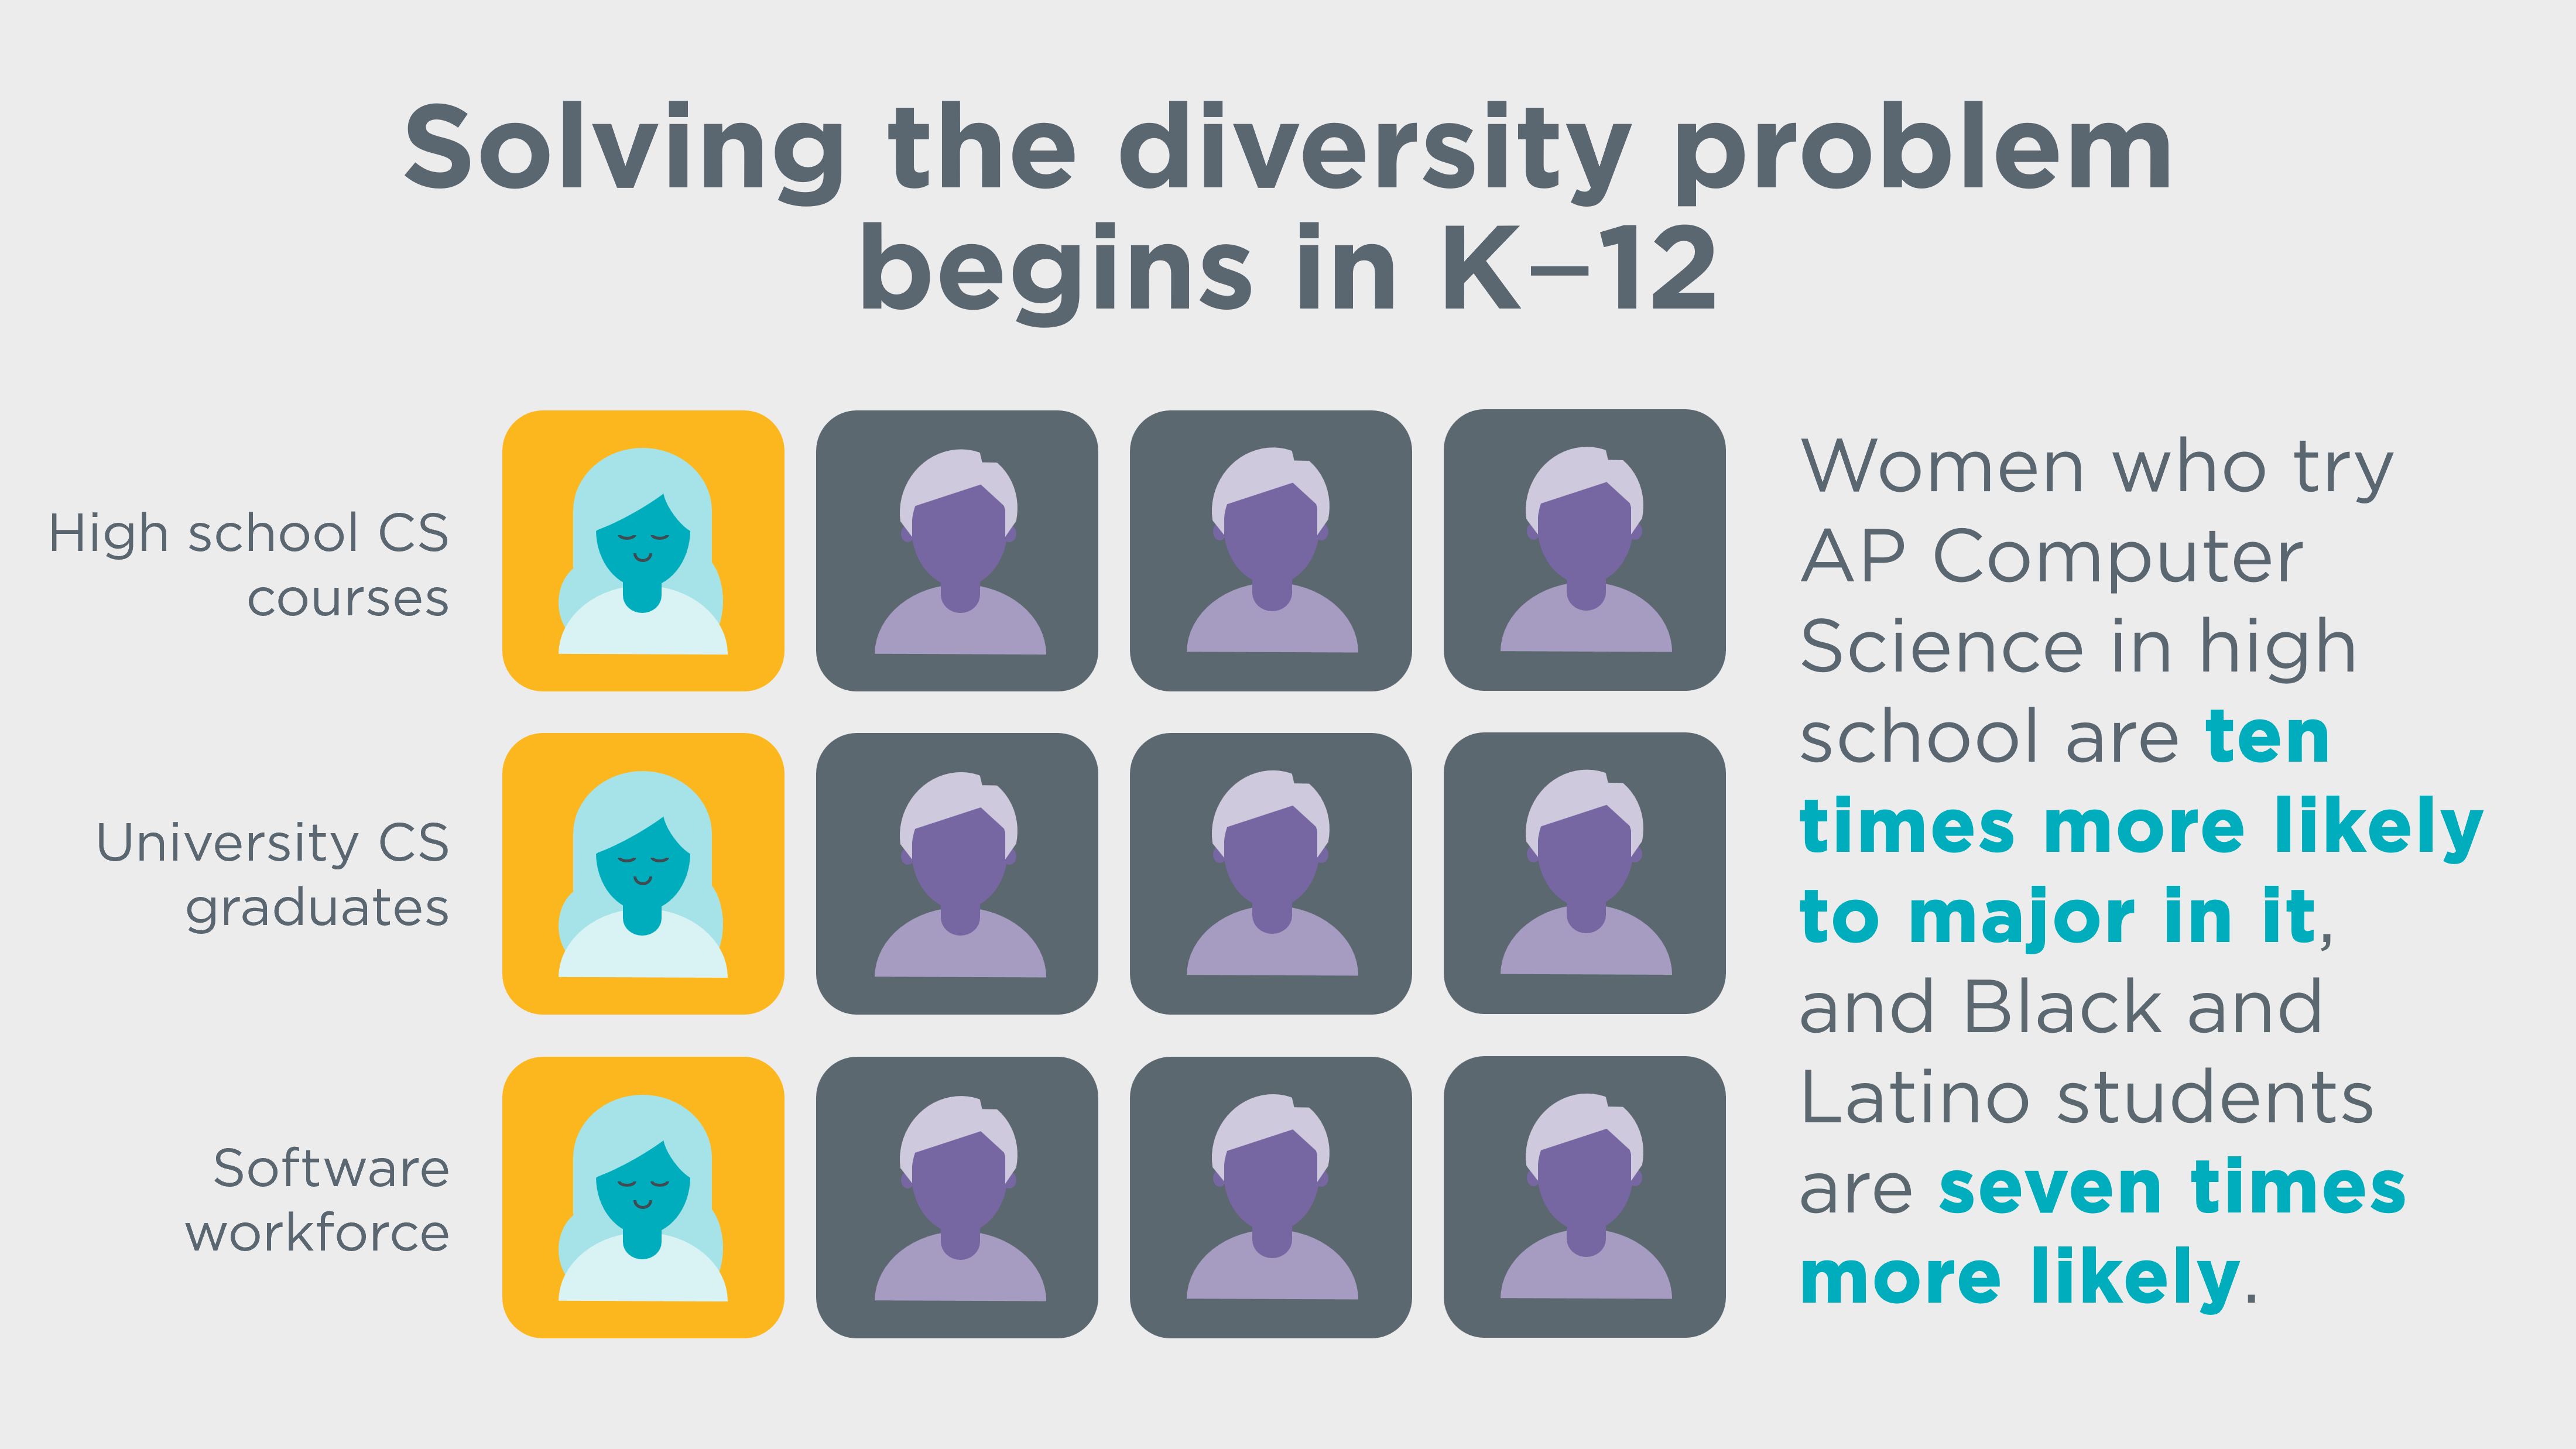 Solving the diversity problem
begins in K–12
High school CS
courses
University CS
graduates
Software
workforce
Women who try
AP Computer
Science in high
school are ten
times more likely
to major in it,
and Black and
Latino students
are seven times
more likely.